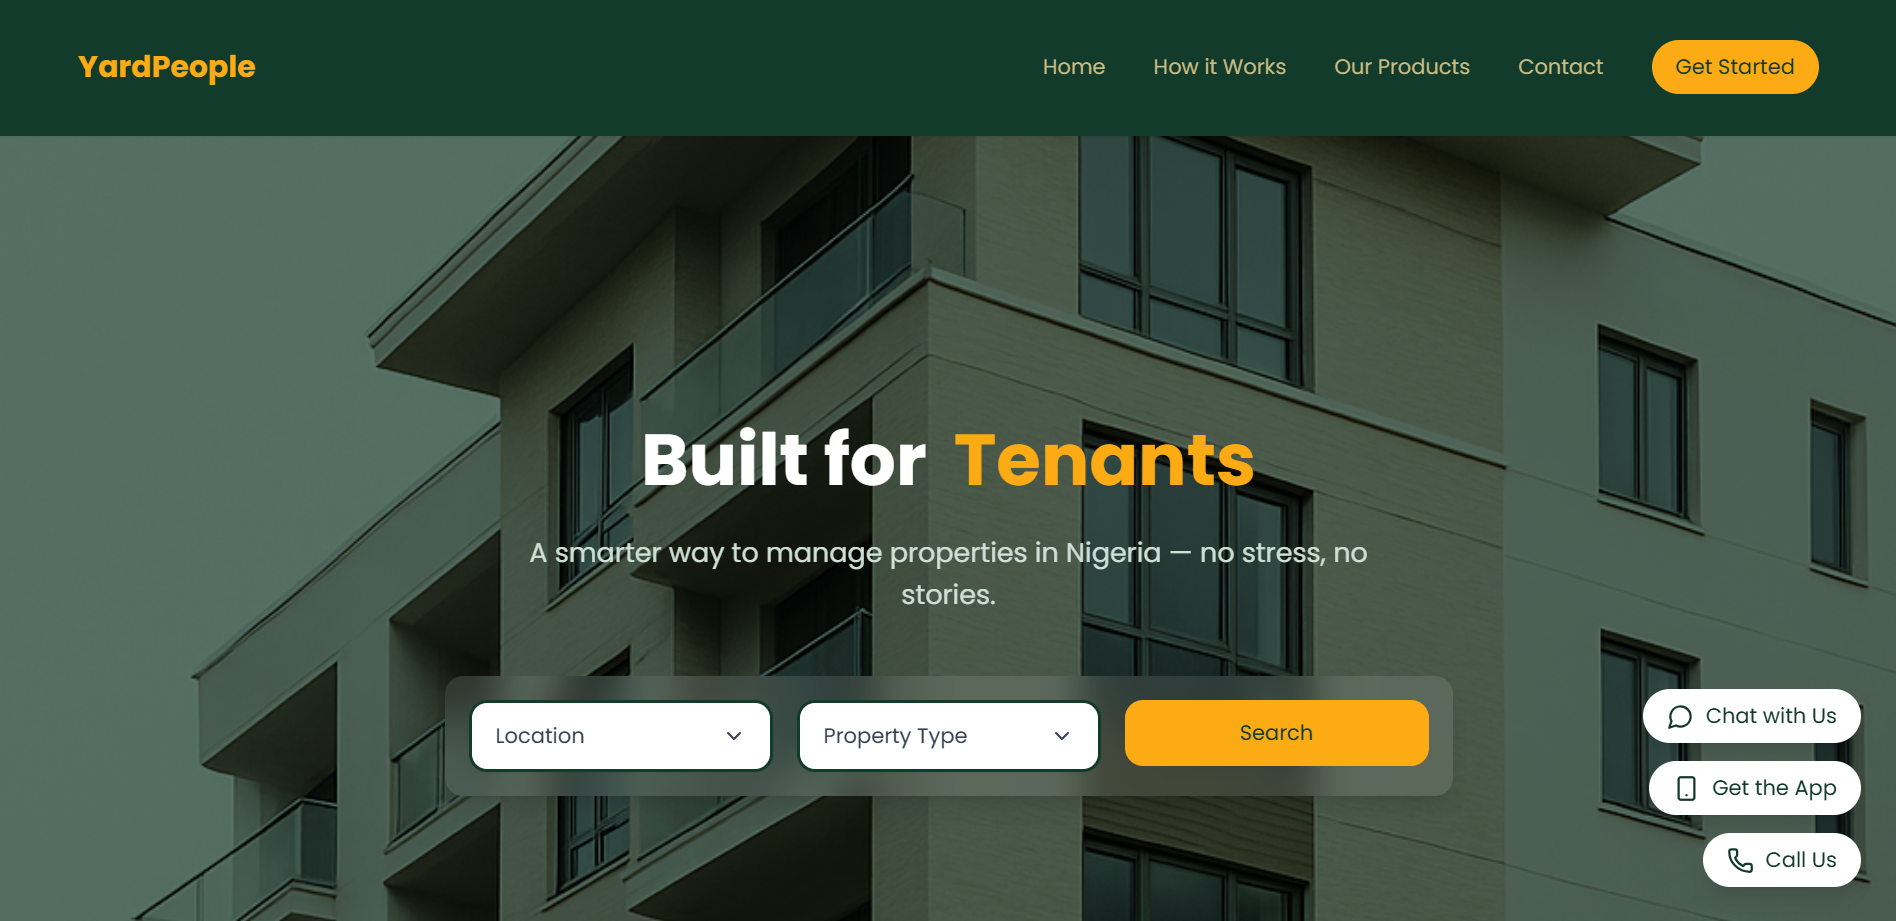 YardPeople
Home
How it Works
Our Products
Contact
Get Started
Built for Tenants
A smarter way to manage properties in Nigeria — no stress, no
stories.
Location
Property Type
Search
Chat with Us
Get the App
Call Us